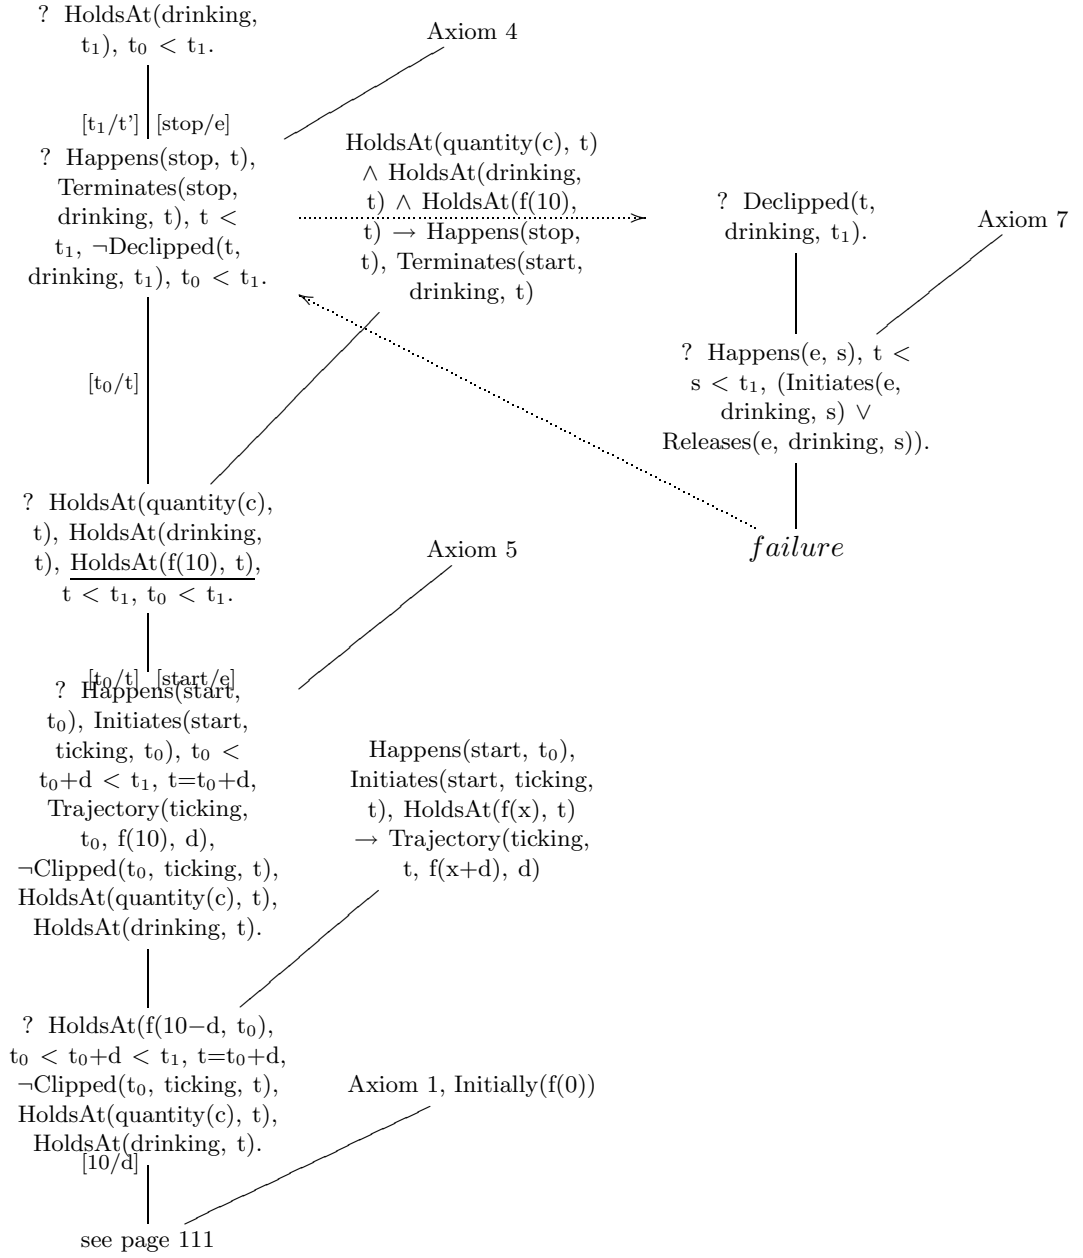 ? HoldsAt(drinking,
t₁), t₀ < t₁.
Axiom 4
[t₁/t'] [stop/e]
? Happens(stop, t),
Terminates(stop,
drinking, t), t <
t₁, ¬Declipped(t,
drinking, t₁), t₀ < t₁.
HoldsAt(quantity(c), t)
∧ HoldsAt(drinking,
t) ∧ HoldsAt(f(10),
t) → Happens(stop,
t), Terminates(start,
drinking, t)
? Declipped(t,
drinking, t₁).
Axiom 7
? Happens(e, s), t <
s < t₁, (Initiates(e,
drinking, s) ∨
Releases(e, drinking, s)).
failure
[t₀/t]
? HoldsAt(quantity(c),
t), HoldsAt(drinking,
t), HoldsAt(f(10), t),
t < t₁, t₀ < t₁.
Axiom 5
[t₀/t] [start/e]
? Happens(start,
t₀), Initiates(start,
ticking, t₀), t₀ <
t₀+d < t₁, t=t₀+d,
Trajectory(ticking,
t₀, f(10), d),
¬Clipped(t₀, ticking, t),
HoldsAt(quantity(c), t),
HoldsAt(drinking, t).
Happens(start, t₀),
Initiates(start, ticking,
t), HoldsAt(f(x), t)
→ Trajectory(ticking,
t, f(x+d), d)
? HoldsAt(f(10−d, t₀),
t₀ < t₀+d < t₁, t=t₀+d,
¬Clipped(t₀, ticking, t),
HoldsAt(quantity(c), t),
HoldsAt(drinking, t).
Axiom 1, Initially(f(0))
[10/d]
see page 111